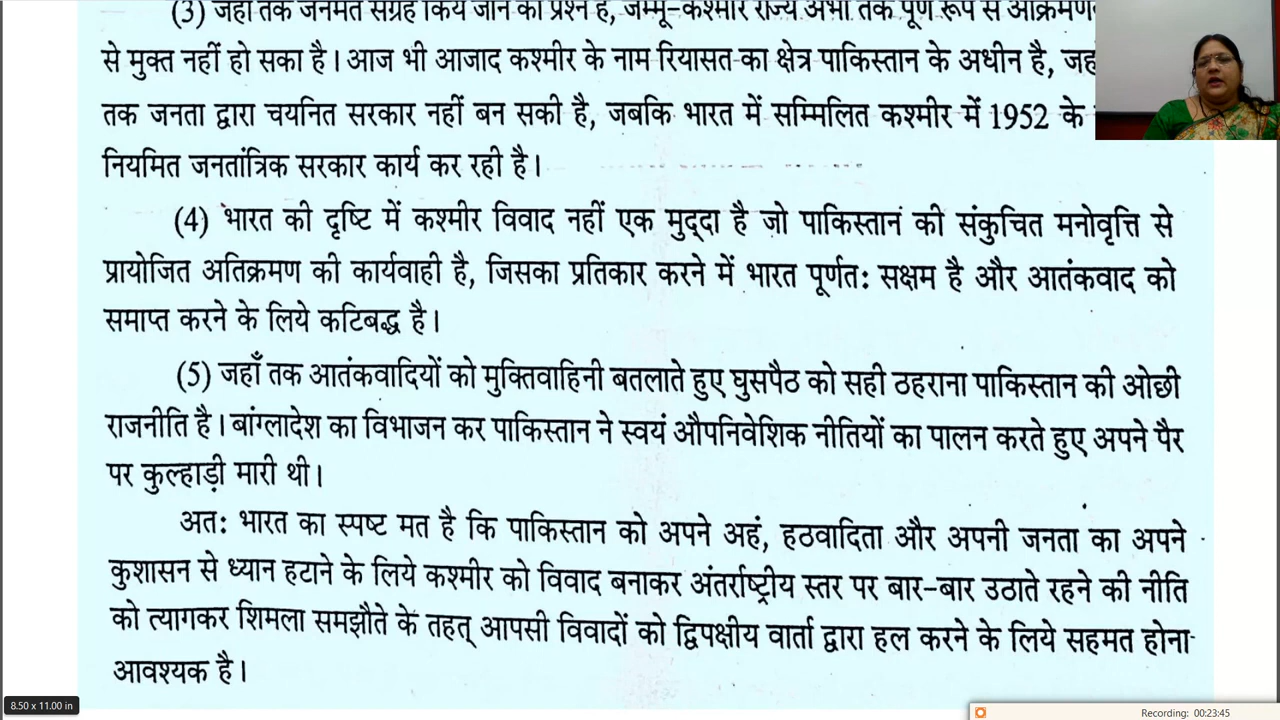 (3) जहाँ तक जनमत संग्रह किये जाने का प्रश्न है, जम्मू-कश्मीर राज्य अभी तक पूर्ण रूप से
से मुक्त नहीं हो सका है। आज भी आजाद कश्मीर के नाम रियासत का क्षेत्र पाकिस्तान के अधीन है,
तक जनता द्वारा चयनित सरकार नहीं बन सकी है, जबकि भारत में सम्मिलित कश्मीर में 1952 के
नियमित जनतांत्रिक सरकार कार्य कर रही है।
(4) भारत की दृष्टि में कश्मीर विवाद नहीं एक मुद्दा है जो पाकिस्तान की संकुचित मनोवृत्ति से
प्रायोजित अतिक्रमण की कार्यवाही है, जिसका प्रतिकार करने में भारत पूर्णतः सक्षम है और आतंकवाद को
समाप्त करने के लिये कटिबद्ध है।
(5) जहाँ तक आतंकवादियों को मुक्तिवाहिनी बतलाते हुए घुसपैठ को सही ठहराना पाकिस्तान की ओछी
राजनीति है। बांग्लादेश का विभाजन कर पाकिस्तान ने स्वयं औपनिवेशिक नीतियों का पालन करते हुए अपने पैर
पर कुल्हाड़ी मारी थी।
अतः भारत का स्पष्ट मत है कि पाकिस्तान को अपने अहं, हठवादिता और अपनी जनता का अपने
कुशासन से ध्यान हटाने के लिये कश्मीर को विवाद बनाकर अंतर्राष्ट्रीय स्तर पर बार-बार उठाते रहने की नीति
को त्यागकर शिमला समझौते के तहत् आपसी विवादों को द्विपक्षीय वार्ता द्वारा हल करने के लिये सहमत होना
आवश्यक है।
8.50 x 11.00 in
Recording: 00:23:45